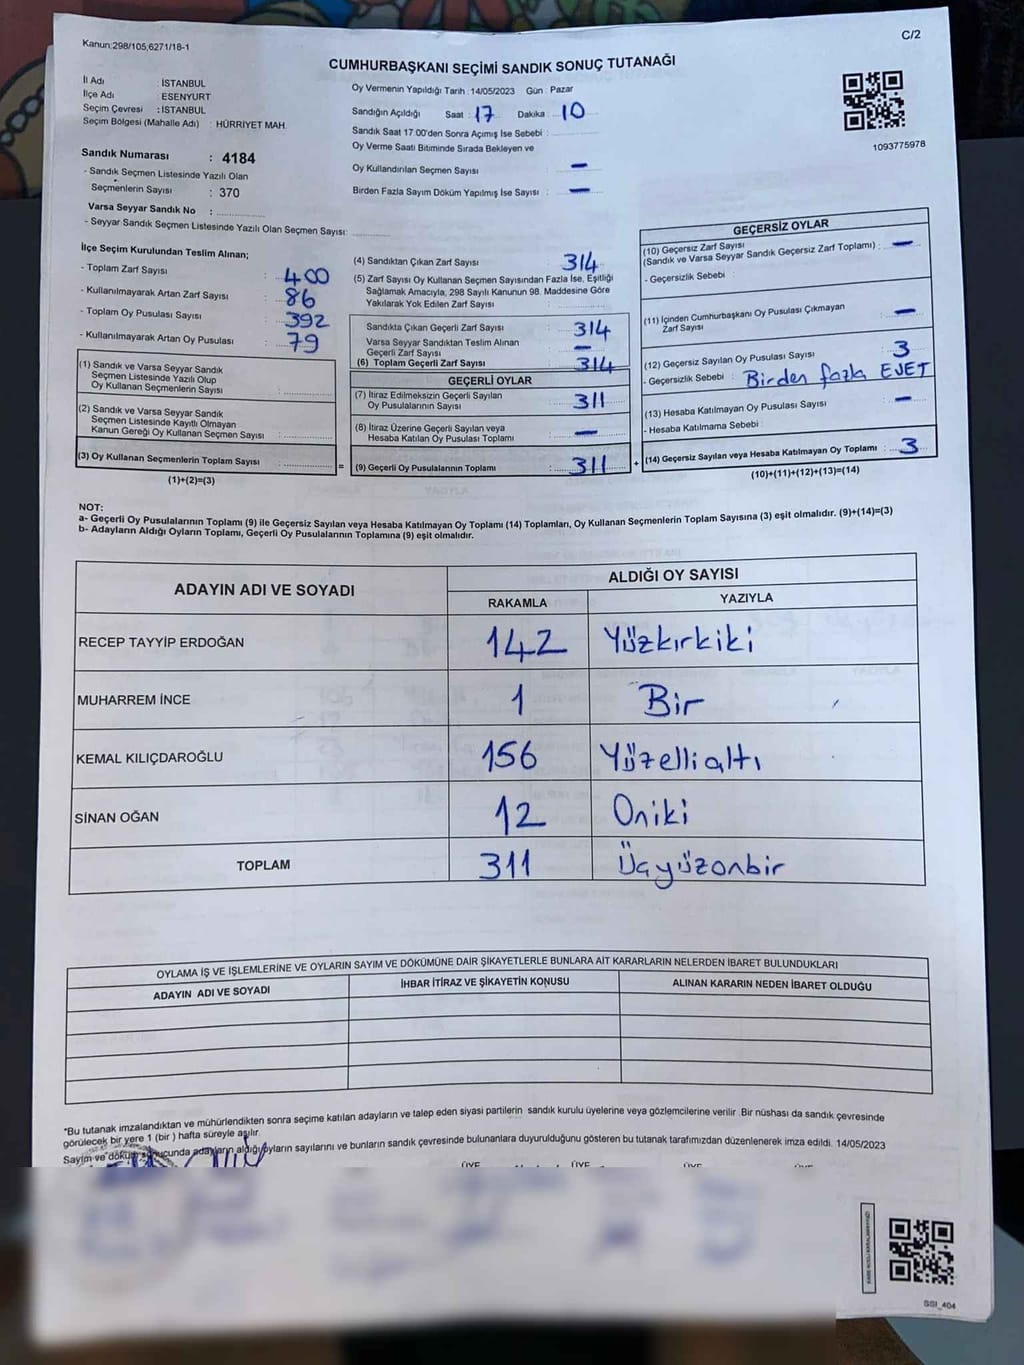 C/2
Kanun:298/105,6271/18-1
CUMHURBAŞKANI SEÇİMİ SANDIK SONUÇ TUTANAĞI
İl Adı : İSTANBUL
İlçe Adı : ESENYURT
Seçim Çevresi : İSTANBUL
Seçim Bölgesi (Mahalle Adı) : HÜRRİYET MAH.
Sandık Numarası : 4184
- Sandık Seçmen Listesinde Yazılı Olan
Seçmenlerin Sayısı : 370
Varsa Seyyar Sandık No :
- Seyyar Sandık Seçmen Listesinde Yazılı Olan Seçmen Sayısı:
Oy Vermenin Yapıldığı Tarih : 14/05/2023 Gün : Pazar
Sandığın Açıldığı Saat : 17 Dakika : 10
Sandık Saat 17:00'den Sonra Açılmış İse Sebebi :
Oy Verme Saati Bitiminde Sırada Bekleyen ve
Oy Kullandırılan Seçmen Sayısı : -
Birden Fazla Sayım Döküm Yapılmış İse Sayısı : -
1093775978
İlçe Seçim Kurulundan Teslim Alınan;
- Toplam Zarf Sayısı : 400
- Kullanılmayarak Artan Zarf Sayısı : 86
- Toplam Oy Pusulası Sayısı : 392
- Kullanılmayarak Artan Oy Pusulası : 79
(1) Sandık ve Varsa Seyyar Sandık
Seçmen Listesinde Yazılı Olup
Oy Kullanan Seçmenlerin Sayısı :
(2) Sandık ve Varsa Seyyar Sandık
Seçmen Listesinde Kayıtlı Olmayan
Kanun Gereği Oy Kullanan Seçmen Sayısı :
(3) Oy Kullanan Seçmenlerin Toplam Sayısı : =
(1)+(2)=(3)
(4) Sandıktan Çıkan Zarf Sayısı : 314
(5) Zarf Sayısı Oy Kullanan Seçmen Sayısından Fazla İse, Eşitliği
Sağlamak Amacıyla, 298 Sayılı Kanunun 98. Maddesine Göre
Yakılarak Yok Edilen Zarf Sayısı :
Sandıkta Çıkan Geçerli Zarf Sayısı : 314
Varsa Seyyar Sandıktan Teslim Alınan
Geçerli Zarf Sayısı : -
(6) Toplam Geçerli Zarf Sayısı : 314
GEÇERLİ OYLAR
(7) İtiraz Edilmeksizin Geçerli Sayılan
Oy Pusulalarının Sayısı : 311
(8) İtiraz Üzerine Geçerli Sayılan veya
Hesaba Katılan Oy Pusulası Toplamı : -
(9) Geçerli Oy Pusulalarının Toplamı : 311 +
GEÇERSİZ OYLAR
(10) Geçersiz Zarf Sayısı
(Sandık ve Varsa Seyyar Sandık Geçersiz Zarf Toplamı) : -
- Geçersizlik Sebebi :
(11) İçinden Cumhurbaşkanı Oy Pusulası Çıkmayan
Zarf Sayısı : -
(12) Geçersiz Sayılan Oy Pusulası Sayısı : 3
- Geçersizlik Sebebi : Birden fazla EVET
(13) Hesaba Katılmayan Oy Pusulası Sayısı : -
- Hesaba Katılmama Sebebi :
(14) Geçersiz Sayılan veya Hesaba Katılmayan Oy Toplamı : 3
(10)+(11)+(12)+(13)=(14)
NOT:
a- Geçerli Oy Pusulalarının Toplamı (9) ile Geçersiz Sayılan veya Hesaba Katılmayan Oy Toplamı (14) Toplamları, Oy Kullanan Seçmenlerin Toplam Sayısına (3) eşit olmalıdır. (9)+(14)=(3)
b- Adayların Aldığı Oyların Toplamı, Geçerli Oy Pusulalarının Toplamına (9) eşit olmalıdır.
ADAYIN ADI VE SOYADI ALDIĞI OY SAYISI
RAKAMLA YAZIYLA
RECEP TAYYİP ERDOĞAN 142 Yüzkırkiki
MUHARREM İNCE 1 Bir
KEMAL KILIÇDAROĞLU 156 Yüzellialtı
SİNAN OĞAN 12 Oniki
TOPLAM 311 Üçyüzonbir
OYLAMA İŞ VE İŞLEMLERİNE VE OYLARIN SAYIM VE DÖKÜMÜNE DAİR ŞİKAYETLERLE BUNLARA AİT KARARLARIN NELERDEN İBARET BULUNDUKLARI
ADAYIN ADI VE SOYADI İHBAR İTİRAZ VE ŞİKAYETİN KONUSU ALINAN KARARIN NEDEN İBARET OLDUĞU
*Bu tutanak imzalandıktan ve mühürlendikten sonra seçime katılan adayların ve talep eden siyasi partilerin sandık kurulu üyelerine veya gözlemcilerine verilir. Bir nüshası da sandık çevresinde
görülecek bir yere 1 (bir ) hafta süreyle asılır.
Sayım ve döküm sonucunda adayların aldığı oyların sayılarını ve bunların sandık çevresinde bulunanlara duyurulduğunu gösteren bu tutanak tarafımızdan düzenlenerek imza edildi. 14/05/2023
ÜYE ÜYE ÜYE ÜYE
SSI_404